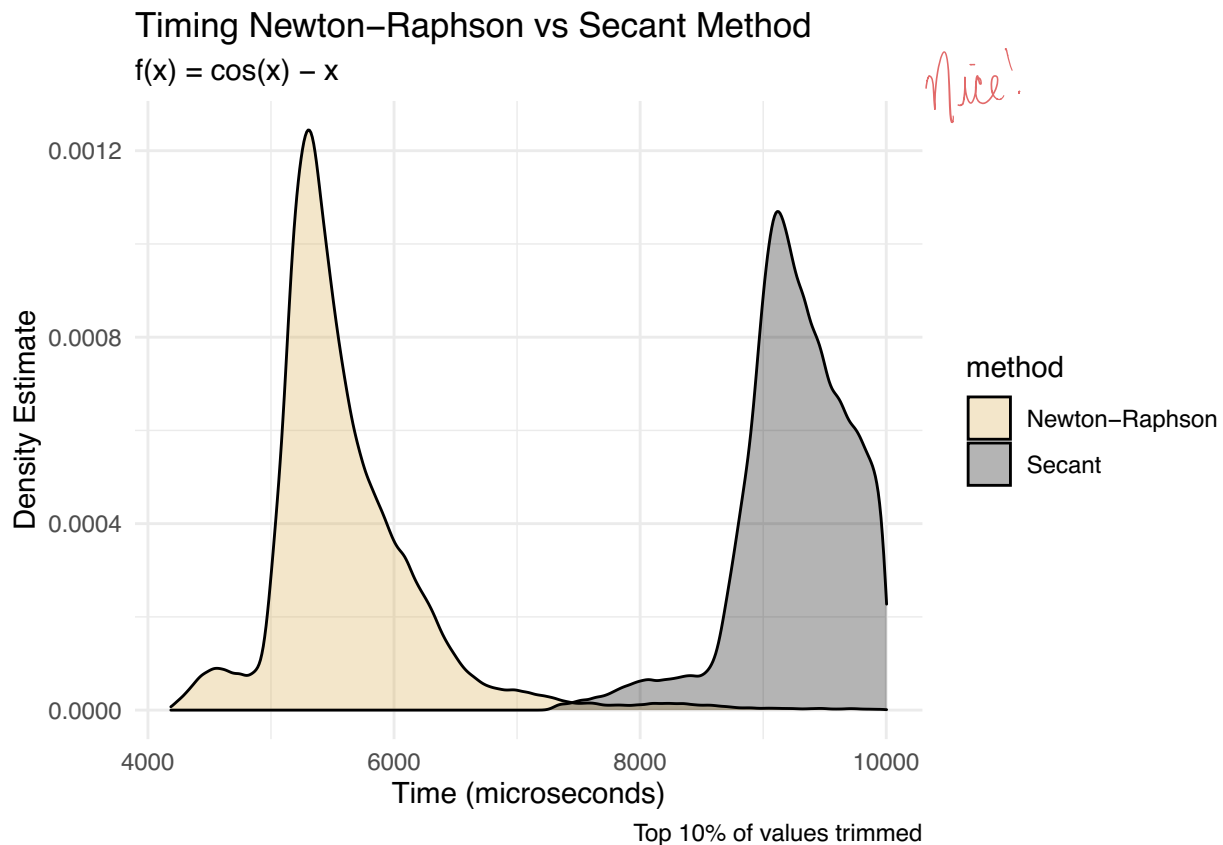 Timing Newton−Raphson vs Secant Method
f(x) = cos(x) − x
Nice!
0.0012
0.0008
0.0004
0.0000
Density Estimate
4000 6000 8000 10000
Time (microseconds)
method
Newton−Raphson
Secant
Top 10% of values trimmed